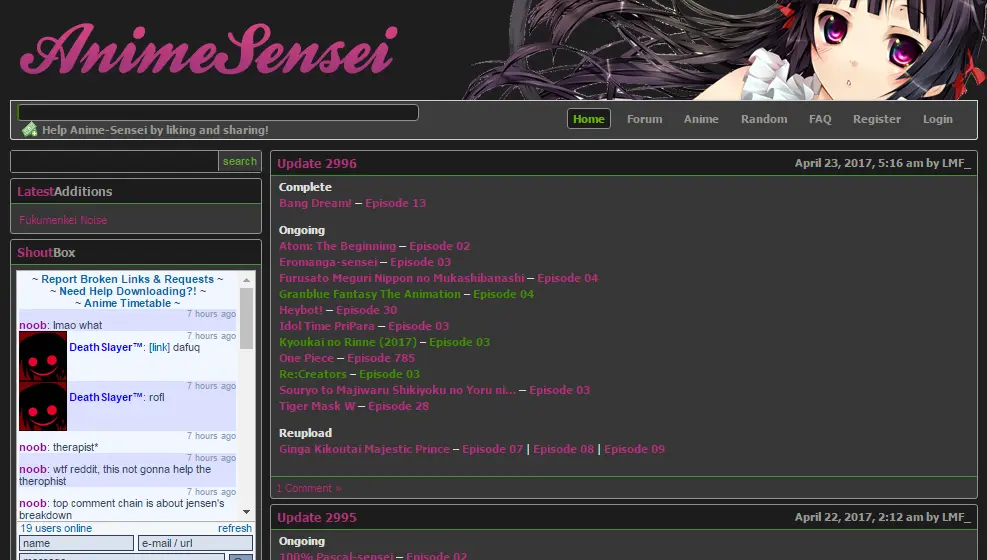 AnimeSensei
Help Anime-Sensei by liking and sharing!
Home Forum Anime Random FAQ Register Login
search
LatestAdditions
Fukumenkei Noise
ShoutBox
~ Report Broken Links & Requests ~
~ Need Help Downloading?! ~
~ Anime Timetable ~
7 hours ago
noob: lmao what
7 hours ago
DeathSlayer™: [link] dafuq
7 hours ago
DeathSlayer™: rofl
7 hours ago
noob: therapist*
7 hours ago
noob: wtf reddit, this not gonna help the
therophist
7 hours ago
noob: top comment chain is about jensen's
breakdown
19 users online refresh
name e-mail / url
Update 2996 April 23, 2017, 5:16 am by LMF_
Complete
Bang Dream! – Episode 13
Ongoing
Atom: The Beginning – Episode 02
Eromanga-sensei – Episode 03
Furusato Meguri Nippon no Mukashibanashi – Episode 04
Granblue Fantasy The Animation – Episode 04
Heybot! – Episode 30
Idol Time PriPara – Episode 03
Kyoukai no Rinne (2017) – Episode 03
One Piece – Episode 785
Re:Creators – Episode 03
Souryo to Majiwaru Shikiyoku no Yoru ni... – Episode 03
Tiger Mask W – Episode 28
Reupload
Ginga Kikoutai Majestic Prince – Episode 07 | Episode 08 | Episode 09
1 Comment »
Update 2995 April 22, 2017, 2:12 am by LMF_
Ongoing
100% Pascal-sensei – Episode 02